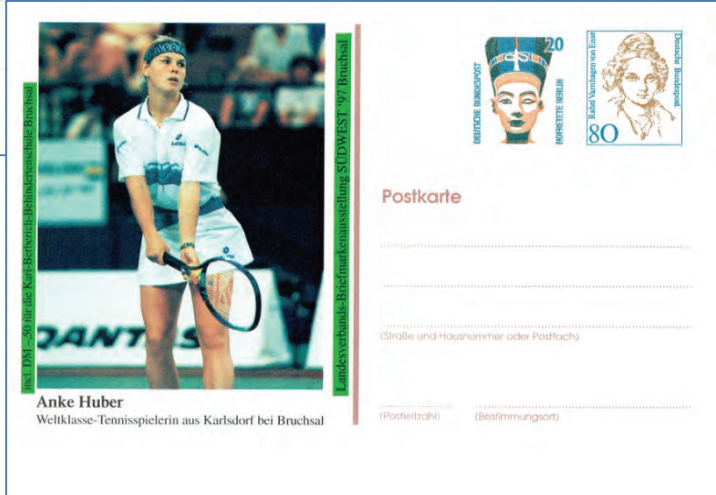 incl. DM -.50 für die Karl-Berberich-Behindertenschule Bruchsal
QANTAS
Landesverbands-Briefmarkenausstellung SÜDWEST '97 Bruchsal
Anke Huber
Weltklasse-Tennisspielerin aus Karlsdorf bei Bruchsal
DEUTSCHE BUNDESPOST
20
NOFRETETE BERLIN
Rahel Varnhagen von Ense
Deutsche Bundespost
80
Postkarte
(Straße und Hausnummer oder Postfach)
(Postleitzahl) (Bestimmungsort)